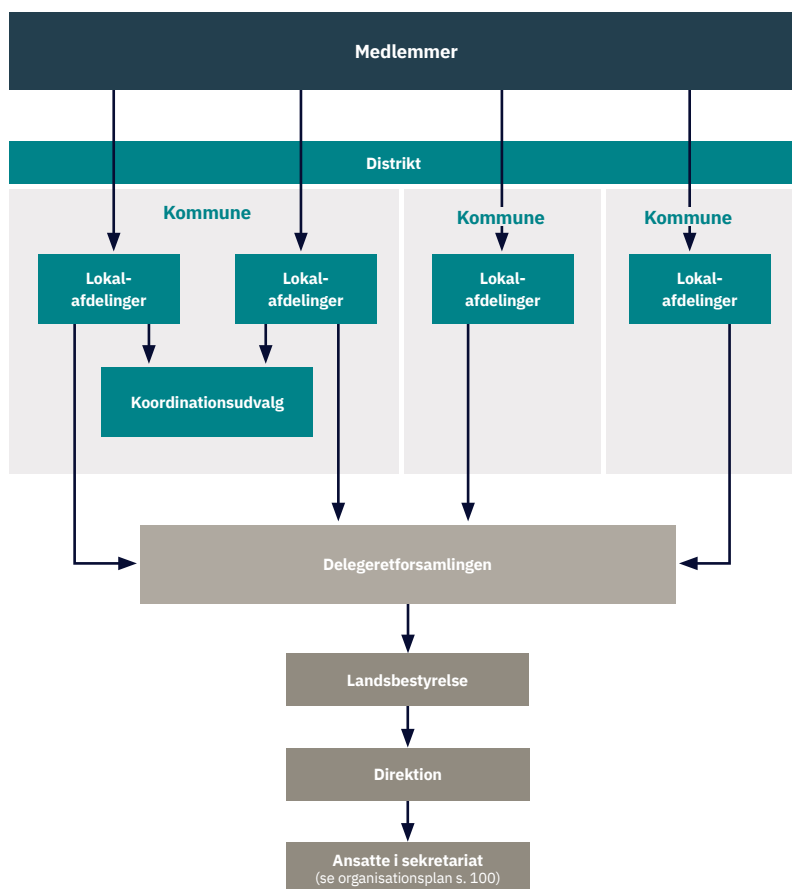 Medlemmer
Distrikt
Kommune
Kommune
Kommune
Lokal-
afdelinger
Lokal-
afdelinger
Lokal-
afdelinger
Lokal-
afdelinger
Koordinationsudvalg
Delegeretforsamlingen
Landsbestyrelse
Direktion
Ansatte i sekretariat
(se organisationsplan s. 100)